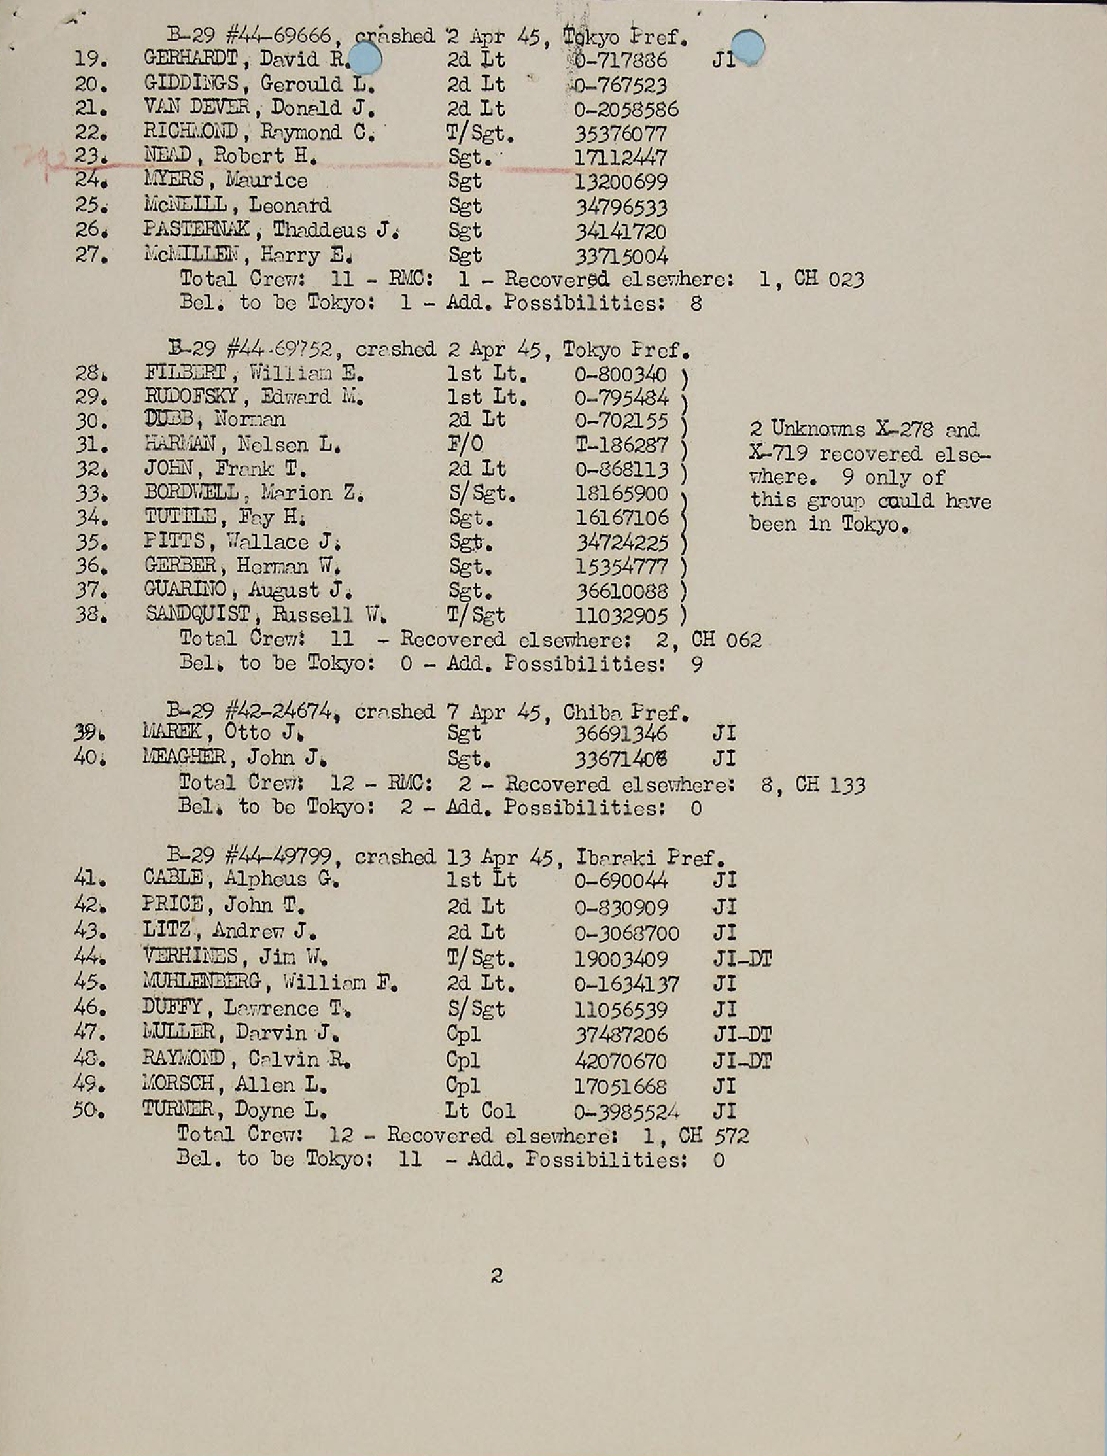 B-29 #44-69666, crashed 2 Apr 45, Tokyo Pref.
19. GERHARDT, David R. 2d Lt 0-717886 JI
20. GIDDINGS, Gerould L. 2d Lt 0-767523
21. VAN DEVER, Donald J. 2d Lt 0-2058586
22. RICHMOND, Raymond C. T/Sgt. 35376077
23. NEAD, Robert H. Sgt. 17112447
24. MYERS, Maurice Sgt 13200699
25. McNEILL, Leonard Sgt 34796533
26. PASTERNAK, Thaddeus J. Sgt 34141720
27. McMILLEN, Harry E. Sgt 33715004
Total Crew: 11 - RMC: 1 - Recovered elsewhere: 1, CH 023
Bel. to be Tokyo: 1 - Add. Possibilities: 8
B-29 #44-69752, crashed 2 Apr 45, Tokyo Pref.
28. FILBERT, William E. 1st Lt. 0-800340 )
29. RUDOFSKY, Edward M. 1st Lt. 0-795484 )
30. DUBB, Norman 2d Lt 0-702155 )
31. HARMAN, Nelsen L. F/O T-186287 )
32. JOHN, Frank T. 2d Lt 0-868113 )
33. BORDWELL, Marion Z. S/Sgt. 18165900 )
34. TUTTLE, Fay H. Sgt. 16167106 )
35. PITTS, Wallace J. Sgt. 34724225 )
36. GERBER, Herman W. Sgt. 15354777 )
37. GUARINO, August J. Sgt. 36610088 )
38. SANDQUIST, Russell W. T/Sgt 11032905 )
2 Unknowns X-278 and
X-719 recovered else-
where. 9 only of
this group could have
been in Tokyo.
Total Crew: 11 - Recovered elsewhere: 2, CH 062
Bel. to be Tokyo: 0 - Add. Possibilities: 9
B-29 #42-24674, crashed 7 Apr 45, Chiba Pref.
39. MAREK, Otto J. Sgt 36691346 JI
40. MEAGHER, John J. Sgt. 33671408 JI
Total Crew: 12 - RMC: 2 - Recovered elsewhere: 8, CH 133
Bel. to be Tokyo: 2 - Add. Possibilities: 0
B-29 #44-49799, crashed 13 Apr 45, Ibaraki Pref.
41. CABLE, Alpheus G. 1st Lt 0-690044 JI
42. PRICE, John T. 2d Lt 0-830909 JI
43. LITZ, Andrew J. 2d Lt 0-3068700 JI
44. VERHINES, Jim W. T/Sgt. 19003409 JI-DT
45. MUHLENBERG, William F. 2d Lt. 0-1634137 JI
46. DUFFY, Lawrence T. S/Sgt 11056539 JI
47. MULLER, Darvin J. Cpl 37487206 JI-DT
48. RAYMOND, Calvin R. Cpl 42070670 JI-DT
49. MORSCH, Allen L. Cpl 17051668 JI
50. TURNER, Doyne L. Lt Col 0-3985524 JI
Total Crew: 12 - Recovered elsewhere: 1, CH 572
Bel. to be Tokyo: 11 - Add. Possibilities: 0
2